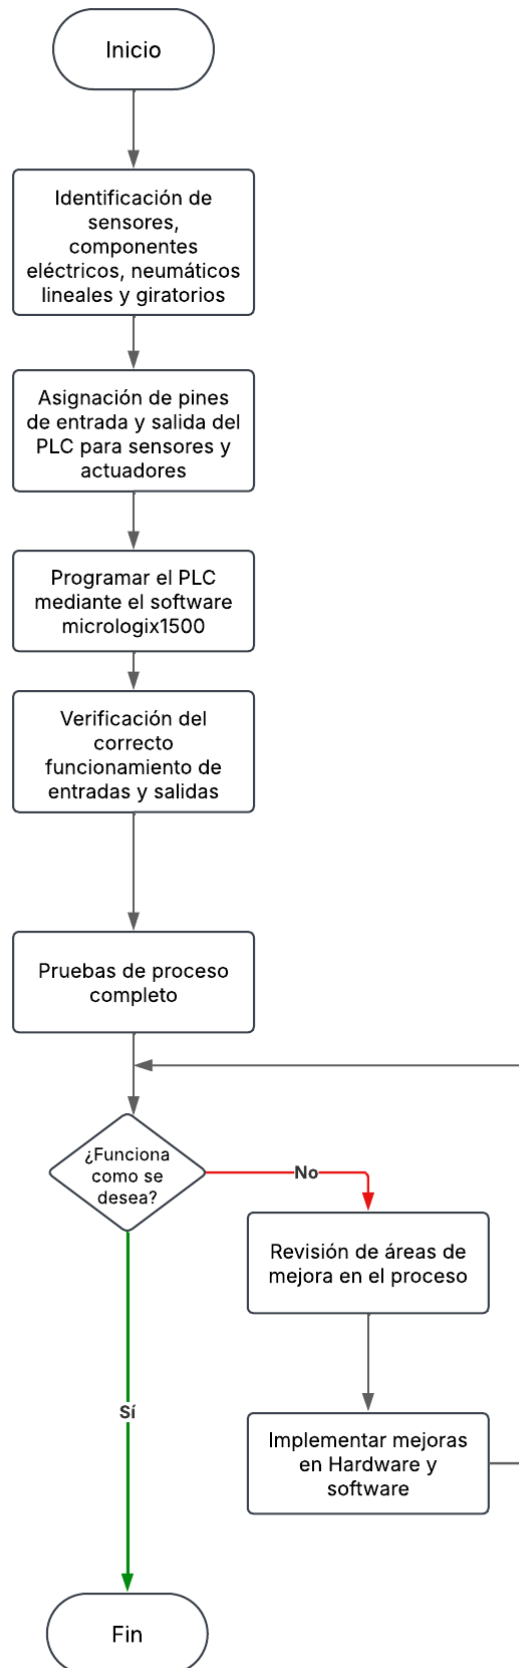 Inicio
Identificación de
sensores,
componentes
eléctricos, neumáticos
lineales y giratorios
Asignación de pines
de entrada y salida del
PLC para sensores y
actuadores
Programar el PLC
mediante el software
micrologix1500
Verificación del
correcto
funcionamiento de
entradas y salidas
Pruebas de proceso
completo
¿Funciona
como se
desea?
No
Revisión de áreas de
mejora en el proceso
Sí
Implementar mejoras
en Hardware y
software
Fin